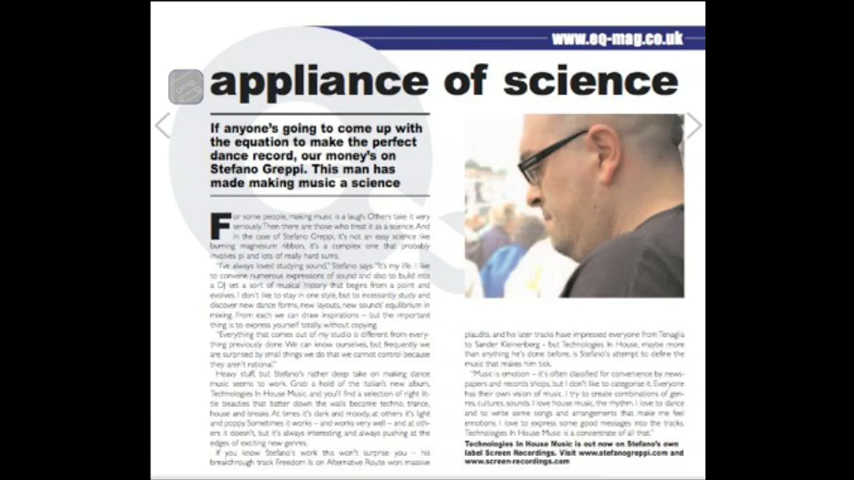 www.eq-mag.co.uk
appliance of science
If anyone's going to come up with
the equation to make the perfect
dance record, our money's on
Stefano Greppi. This man has
made making music a science
For some people, making music is a laugh. Others take it very
seriously. Then there are those who treat it as a science. And
in the case of Stefano Greppi, it's not an easy science like
burning magnesium ribbon, it's a complex one that probably
involves pi and lots of really hard sums.
"I've always loved studying sound," Stefano says. "It's my life. I like
to convene numerous expressions of sound and also to build into
a DJ set a sort of musical history that begins from a point and
evolves. I don't like to stay in one style, but to incessantly study and
discover new dance forms, new layouts, new sounds' equilibrium in
mixing. From each we can draw inspirations – but the important
thing is to express yourself totally, without copying.
"Everything that comes out of my studio is different from every-
thing previously done. We can know ourselves, but frequently we
are surprised by small things we do that we cannot control because
they aren't rational."
Heavy stuff, but Stefano's rather deep take on making dance
music seems to work. Grab a hold of the Italian's new album,
Technologies In House Music, and you'll find a selection of right lit-
tle beauties that batter down the walls become techno, trance,
house and breaks. At times it's dark and moody, at others it's light
and poppy. Sometimes it works – and works very well – and at oth-
ers it doesn't, but it's always interesting, and always pushing at the
edges of exciting new genres.
If you know Stefano's work this won't surprise you – his
breakthrough track Freedom Is on Alternative Route won massive
plaudits, and his later tracks have impressed everyone from Tenaglia
to Sander Kleinenberg – but Technologies In House, maybe more
than anything he's done before, is Stefano's attempt to define the
music that makes him tick.
"Music is emotion – it's often classified for convenience by news-
papers and records shops, but I don't like to categorise it. Everyone
has their own vision of music. I try to create combinations of gen-
res, cultures, sounds. I love house music, the rhythm. I love to dance
and to write some songs and arrangements that make me feel
emotions. I love to express some good messages into the tracks.
Technologies In House Music is a concentrate of all that."
Technologies In House Music is out now on Stefano's own
label Screen Recordings. Visit www.stefanogreppi.com and
www.screen-recordings.com